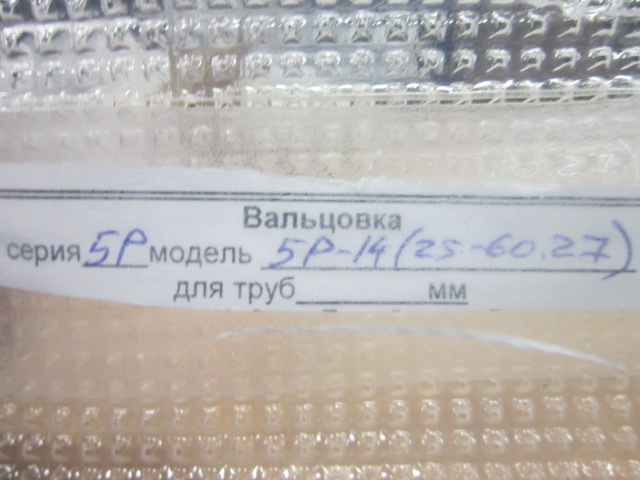 Вальцовка
серия 5Р модель 5Р-14 (25-60.27)
для труб мм